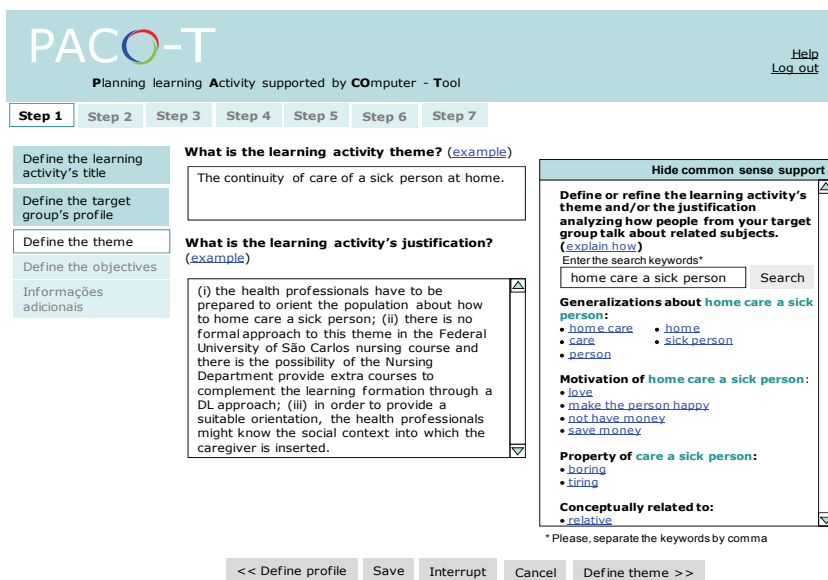 PACO-T
Planning learning Activity supported by COmputer - Tool
Help
Log out
Step 1
Step 2
Step 3
Step 4
Step 5
Step 6
Step 7
Define the learning
activity's title
Define the target
group's profile
Define the theme
Define the objectives
Informações
adicionais
What is the learning activity theme? (example)
The continuity of care of a sick person at home.
What is the learning activity's justification?
(example)
(i) the health professionals have to be
prepared to orient the population about how
to home care a sick person; (ii) there is no
formal approach to this theme in the Federal
University of São Carlos nursing course and
there is the possibility of the Nursing
Department provide extra courses to
complement the learning formation through a
DL approach; (iii) in order to provide a
suitable orientation, the health professionals
might know the social context into which the
caregiver is inserted.
Hide common sense support
Define or refine the learning activity's
theme and/or the justification
analyzing how people from your target
group talk about related subjects.
(explain how)
Enter the search keywords*
home care a sick person
Search
Generalizations about home care a sick
person:
• home care • home
• care • sick person
• person
Motivation of home care a sick person:
• love
• make the person happy
• not have money
• save money
Property of care a sick person:
• boring
• tiring
Conceptually related to:
• relative
* Please, separate the keywords by comma
<< Define profile
Save
Interrupt
Cancel
Define theme >>